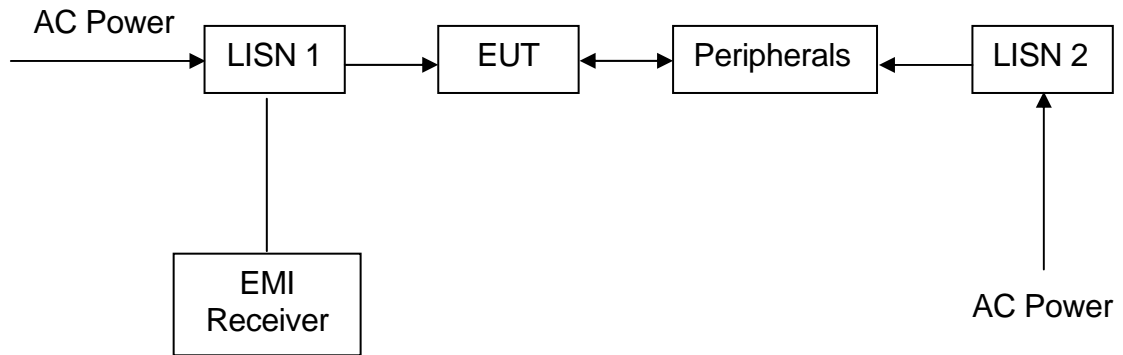 AC Power
LISN 1
EUT
Peripherals
LISN 2
EMI
Receiver
AC Power